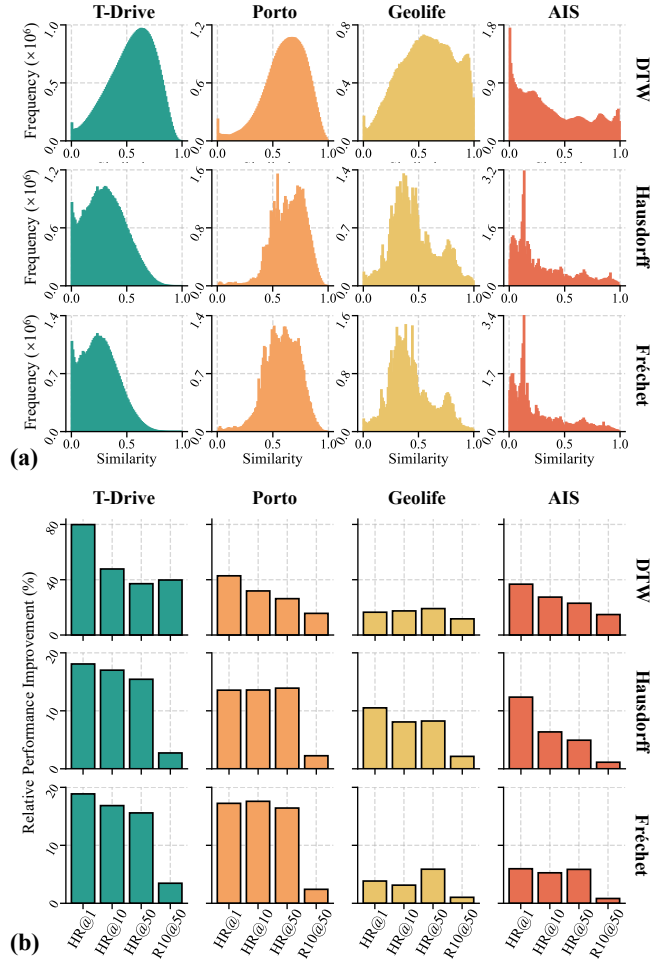 T-Drive Porto Geolife AIS
Frequency (×10⁶) 1.0 0.5 0.0 1.2 0.6 0.0 0.8 0.4 0.0 1.8 0.9 0.0 DTW
0.0 0.5 1.0 0.0 0.5 1.0 0.0 0.5 1.0 0.0 0.5 1.0
Frequency (×10⁶) 1.2 0.6 0.0 1.6 0.8 0.0 1.4 0.7 0.0 3.2 1.6 0.0 Hausdorff
0.0 0.5 1.0 0.0 0.5 1.0 0.0 0.5 1.0 0.0 0.5 1.0
Frequency (×10⁶) 1.4 0.7 0.0 1.4 0.7 0.0 1.6 0.8 0.0 3.4 1.7 0.0 Fréchet
0.0 0.5 1.0 0.0 0.5 1.0 0.0 0.5 1.0 0.0 0.5 1.0
(a) Similarity Similarity Similarity Similarity
T-Drive Porto Geolife AIS
Relative Performance Improvement (%)
80 40 0 DTW
20 10 0 Hausdorff
20 10 0 Fréchet
HR@1 HR@10 HR@50 R10@50 HR@1 HR@10 HR@50 R10@50 HR@1 HR@10 HR@50 R10@50 HR@1 HR@10 HR@50 R10@50
(b)